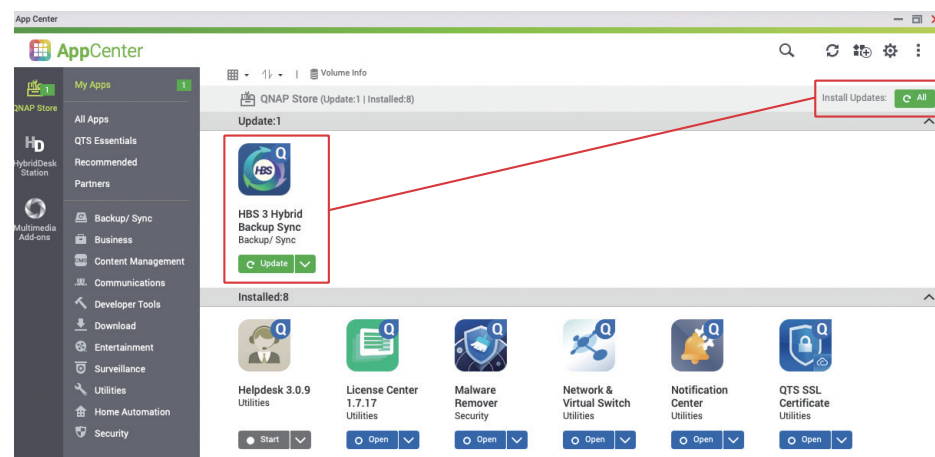 App Center
AppCenter
Volume Info
1
QNAP Store
HD
HybridDesk
Station
Multimedia
Add-ons
My Apps 1
All Apps
QTS Essentials
Recommended
Partners
Backup/ Sync
Business
CMS Content Management
Communications
Developer Tools
Download
Entertainment
Surveillance
Utilities
Home Automation
Security
QNAP Store (Update:1 | Installed:8)
Install Updates: All
Update:1
Q
HBS
HBS 3 Hybrid
Backup Sync
Backup/ Sync
Update
Installed:8
Q
Helpdesk 3.0.9
Utilities
Start
Q
License Center
1.7.17
Utilities
Open
Q
Malware
Remover
Security
Open
Q
Network &
Virtual Switch
Utilities
Open
Q
Notification
Center
Utilities
Open
Q
QTS SSL
Certificate
Utilities
Open